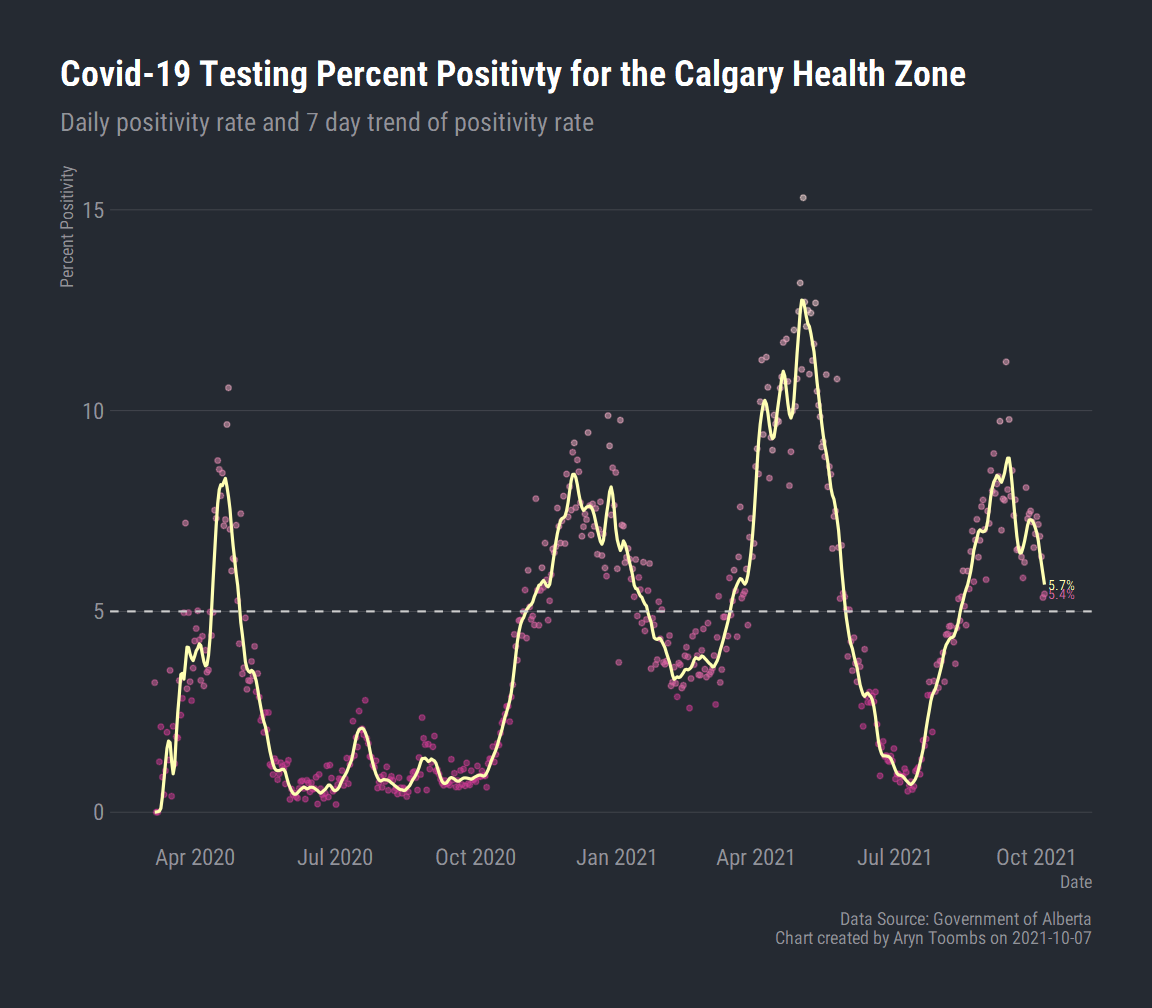 Covid-19 Testing Percent Positivty for the Calgary Health Zone
Daily positivity rate and 7 day trend of positivity rate
Percent Positivity
15
10
5
0
5.7%
5.4%
Apr 2020 Jul 2020 Oct 2020 Jan 2021 Apr 2021 Jul 2021 Oct 2021
Date
Data Source: Government of Alberta
Chart created by Aryn Toombs on 2021-10-07